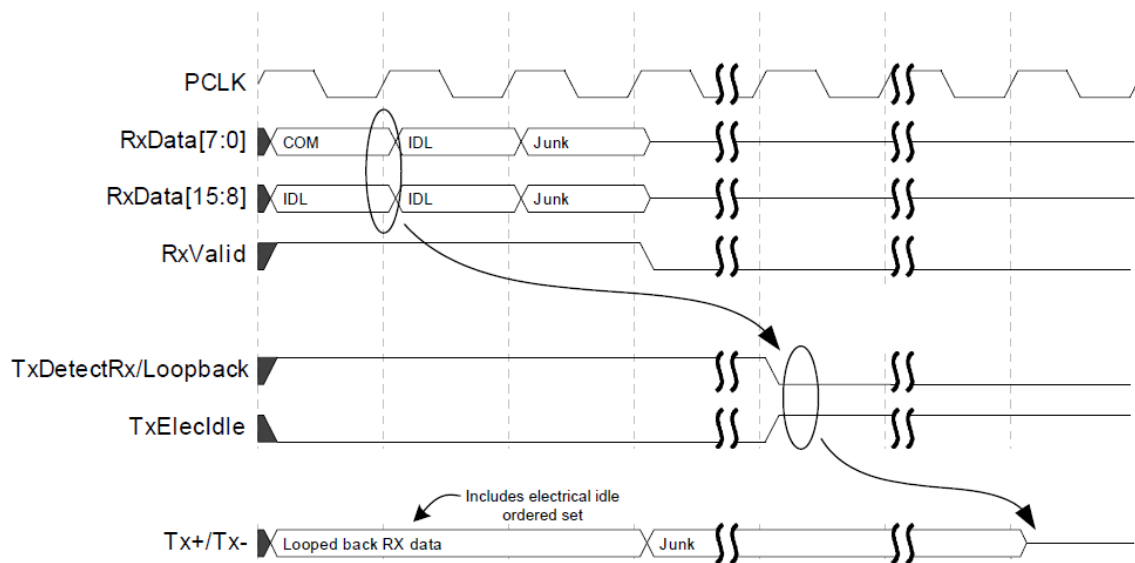 PCLK
RxData[7:0] COM IDL Junk
RxData[15:8] IDL IDL Junk
RxValid
TxDetectRx/Loopback
TxElecIdle
Includes electrical idle
ordered set
Tx+/Tx- Looped back RX data Junk